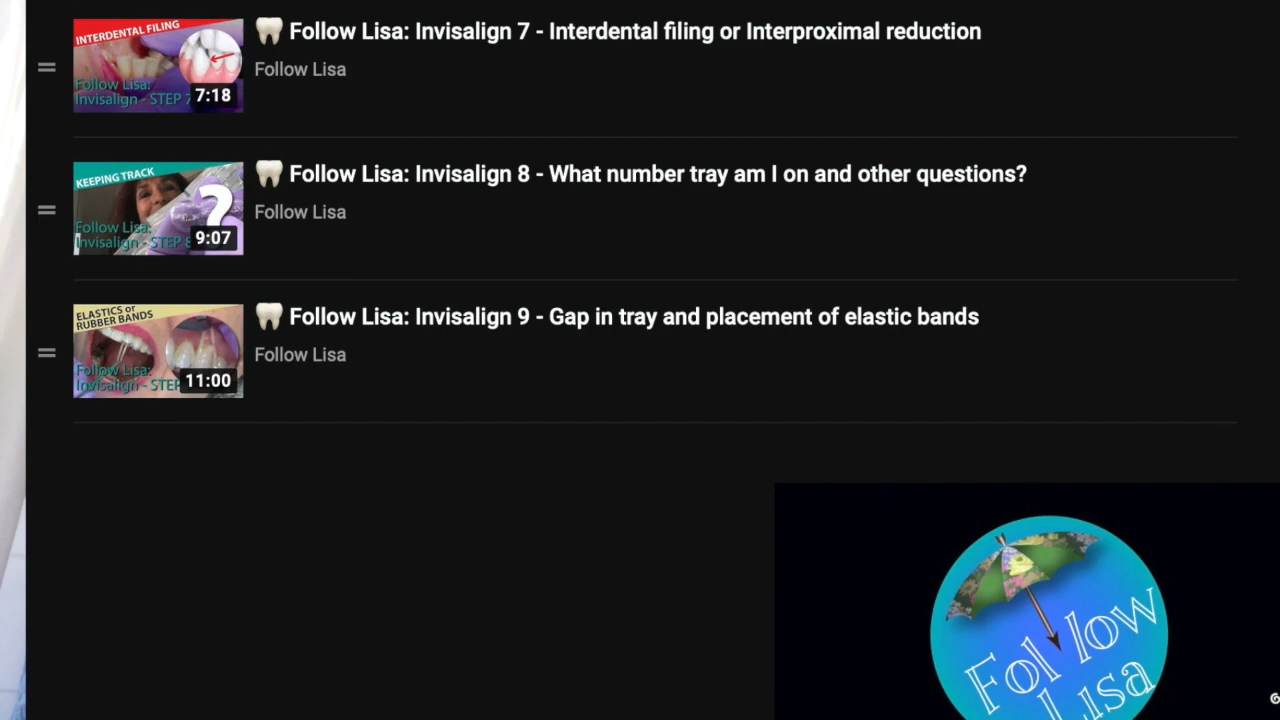 INTERDENTAL FILING
Follow Lisa:
Invisalign - STEP 7
7:18
🦷 Follow Lisa: Invisalign 7 - Interdental filing or Interproximal reduction
Follow Lisa
KEEPING TRACK
?
Follow Lisa:
Invisalign - STEP 8
9:07
🦷 Follow Lisa: Invisalign 8 - What number tray am I on and other questions?
Follow Lisa
ELASTICS or
RUBBER BANDS
Follow Lisa:
Invisalign - STEP
11:00
🦷 Follow Lisa: Invisalign 9 - Gap in tray and placement of elastic bands
Follow Lisa
Follow
Lisa